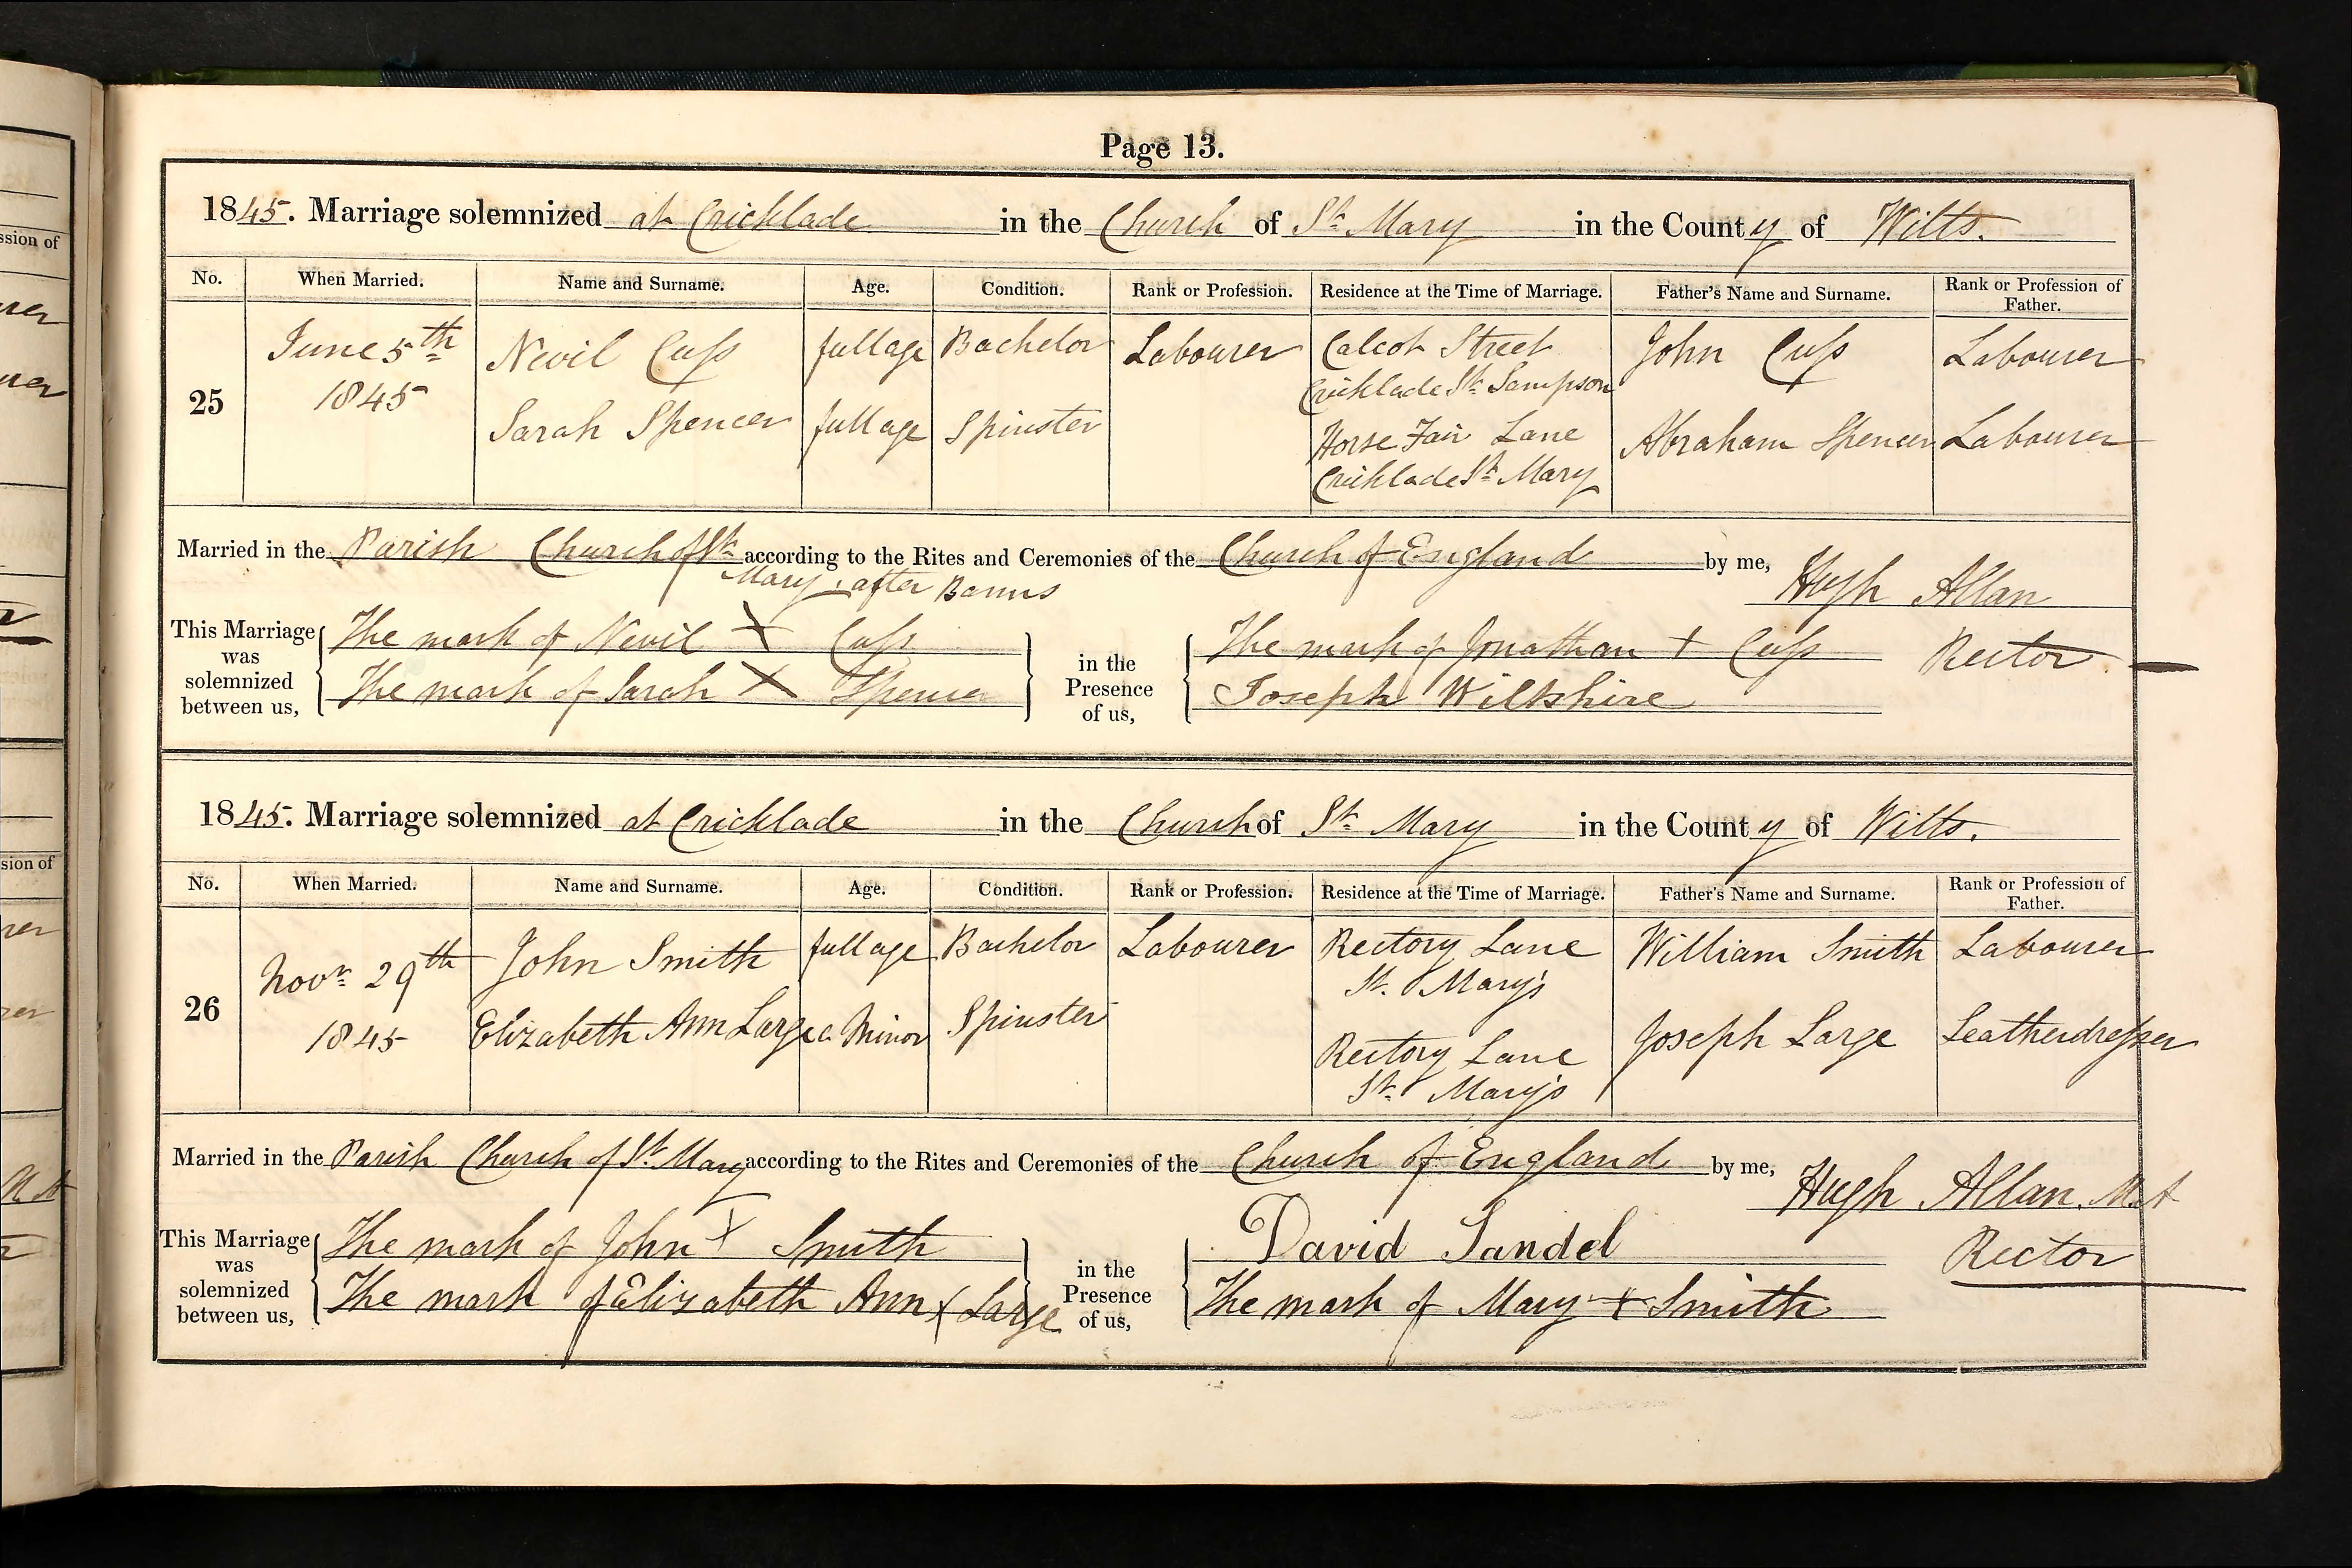 Page 13.
1845. Marriage solemnized at Cricklade in the Church of St. Mary in the County of Wilts.
No. When Married. Name and Surname. Age. Condition. Rank or Profession. Residence at the Time of Marriage. Father's Name and Surname. Rank or Profession of Father.
25 June 5th 1845 Nevil Cuss full age Bachelor Labourer Calcot Street Cricklade St. Sampson John Cuss Labourer
Sarah Spencer full age Spinster Horse Fair Lane Cricklade St. Mary Abraham Spencer Labourer
Married in the Parish Church of St. Mary after Banns according to the Rites and Ceremonies of the Church of England by me, Hugh Allan
Rector
This Marriage was solemnized between us, The mark of Nevil X Cuss
The mark of Sarah X Spencer
in the Presence of us, The mark of Jonathan + Cuss
Joseph Wiltshire
1845. Marriage solemnized at Cricklade in the Church of St. Mary in the County of Wilts.
No. When Married. Name and Surname. Age. Condition. Rank or Profession. Residence at the Time of Marriage. Father's Name and Surname. Rank or Profession of Father.
26 Novr. 29th 1845 John Smith full age Bachelor Labourer Rectory Lane St. Mary's William Smith Labourer
Elizabeth Ann Large a Minor Spinster Rectory Lane St. Mary's Joseph Large Leatherdresser
Married in the Parish Church of St. Mary according to the Rites and Ceremonies of the Church of England by me, Hugh Allan. M.A
Rector
This Marriage was solemnized between us, The mark of John X Smith
The mark of Elizabeth Ann X Large
in the Presence of us, David Sandel
The mark of Mary + Smith